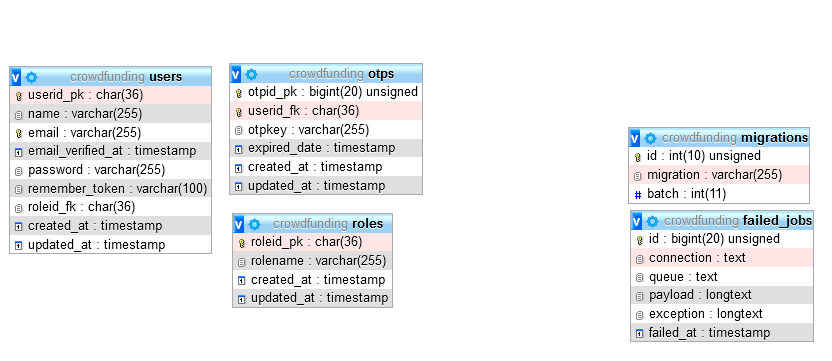 v crowdfunding users
userid_pk : char(36)
name : varchar(255)
email : varchar(255)
email_verified_at : timestamp
password : varchar(255)
remember_token : varchar(100)
roleid_fk : char(36)
created_at : timestamp
updated_at : timestamp
v crowdfunding otps
otpid_pk : bigint(20) unsigned
userid_fk : char(36)
otpkey : varchar(255)
expired_date : timestamp
created_at : timestamp
updated_at : timestamp
v crowdfunding roles
roleid_pk : char(36)
rolename : varchar(255)
created_at : timestamp
updated_at : timestamp
v crowdfunding migrations
id : int(10) unsigned
migration : varchar(255)
# batch : int(11)
v crowdfunding failed_jobs
id : bigint(20) unsigned
connection : text
queue : text
payload : longtext
exception : longtext
failed_at : timestamp